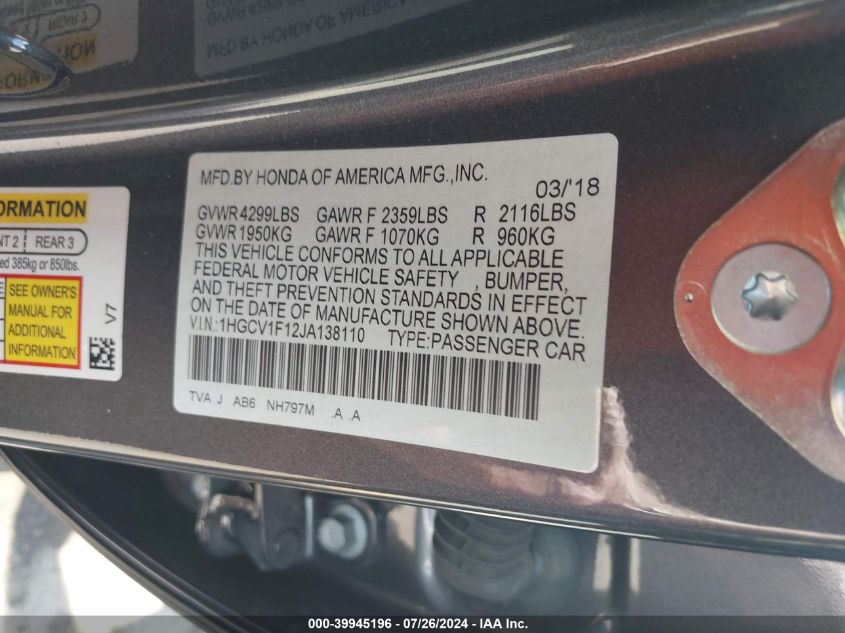 MFD.BY HONDA OF AMERICA MFG.,INC.
03/'18
GVWR 4299LBS GAWR F 2359LBS R 2116LBS
GVWR 1950KG GAWR F 1070KG R 960KG
THIS VEHICLE CONFORMS TO ALL APPLICABLE
FEDERAL MOTOR VEHICLE SAFETY , BUMPER,
AND THEFT PREVENTION STANDARDS IN EFFECT
ON THE DATE OF MANUFACTURE SHOWN ABOVE.
V.I.N.:1HGCV1F12JA138110 TYPE:PASSENGER CAR
TVA J AB6 NH797M .A .A
REAR 3
385kg or 850lbs.
SEE OWNER'S
MANUAL FOR
ADDITIONAL
INFORMATION
V7
000-39945196 - 07/26/2024 - IAA Inc.